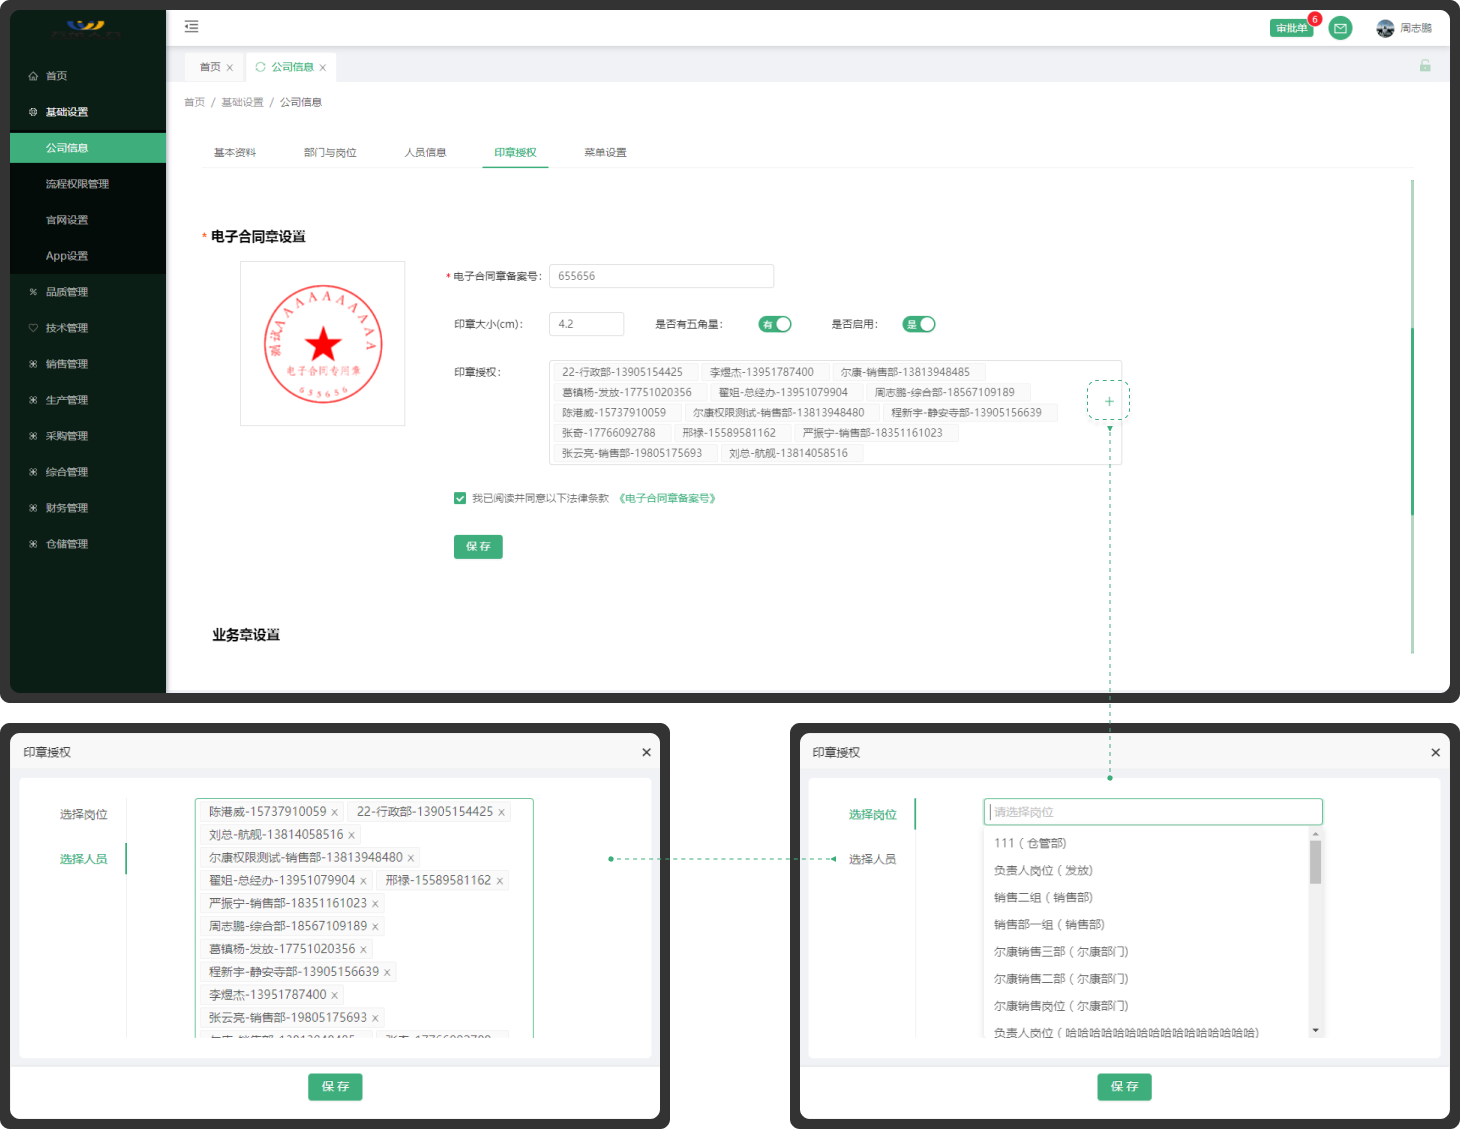 审批单
6
周志鹏
首页
基础设置
公司信息
流程权限管理
官网设置
App设置
品质管理
技术管理
销售管理
生产管理
采购管理
综合管理
财务管理
仓储管理
首页 x 公司信息 x
首页 / 基础设置 / 公司信息
基本资料 部门与岗位 人员信息 印章授权 菜单设置
* 电子合同章设置
测试AAAAAAAAAA
电子合同专用章
655656
* 电子合同章备案号: 655656
印章大小(cm): 4.2 是否有五角星: 有 是否启用: 是
印章授权:
22-行政部-13905154425 李煜杰-13951787400 尔康-销售部-13813948485
葛镇杨-发放-17751020356 翟姐-总经办-13951079904 周志鹏-综合部-18567109189
陈港威-15737910059 尔康权限测试-销售部-13813948480 程新宇-静安寺部-13905156639
张奇-17766092788 邢禄-15589581162 严振宁-销售部-18351161023
张云亮-销售部-19805175693 刘总-航舰-13814058516
+
我已阅读并同意以下法律条款 《电子合同章备案号》
保 存
业务章设置
印章授权 ×
选择岗位
选择人员
陈港威-15737910059 x 22-行政部-13905154425 x
刘总-航舰-13814058516 x
尔康权限测试-销售部-13813948480 x
翟姐-总经办-13951079904 x 邢禄-15589581162 x
严振宁-销售部-18351161023 x
周志鹏-综合部-18567109189 x
葛镇杨-发放-17751020356 x
程新宇-静安寺部-13905156639 x
李煜杰-13951787400 x
张云亮-销售部-19805175693 x
保 存
印章授权 ×
选择岗位
选择人员
请选择岗位
111（仓管部）
负责人岗位（发放）
销售二组（销售部）
销售部一组（销售部）
尔康销售三部（尔康部门）
尔康销售二部（尔康部门）
尔康销售岗位（尔康部门）
负责人岗位（哈哈哈哈哈哈哈哈哈哈哈哈哈哈哈哈）
保 存